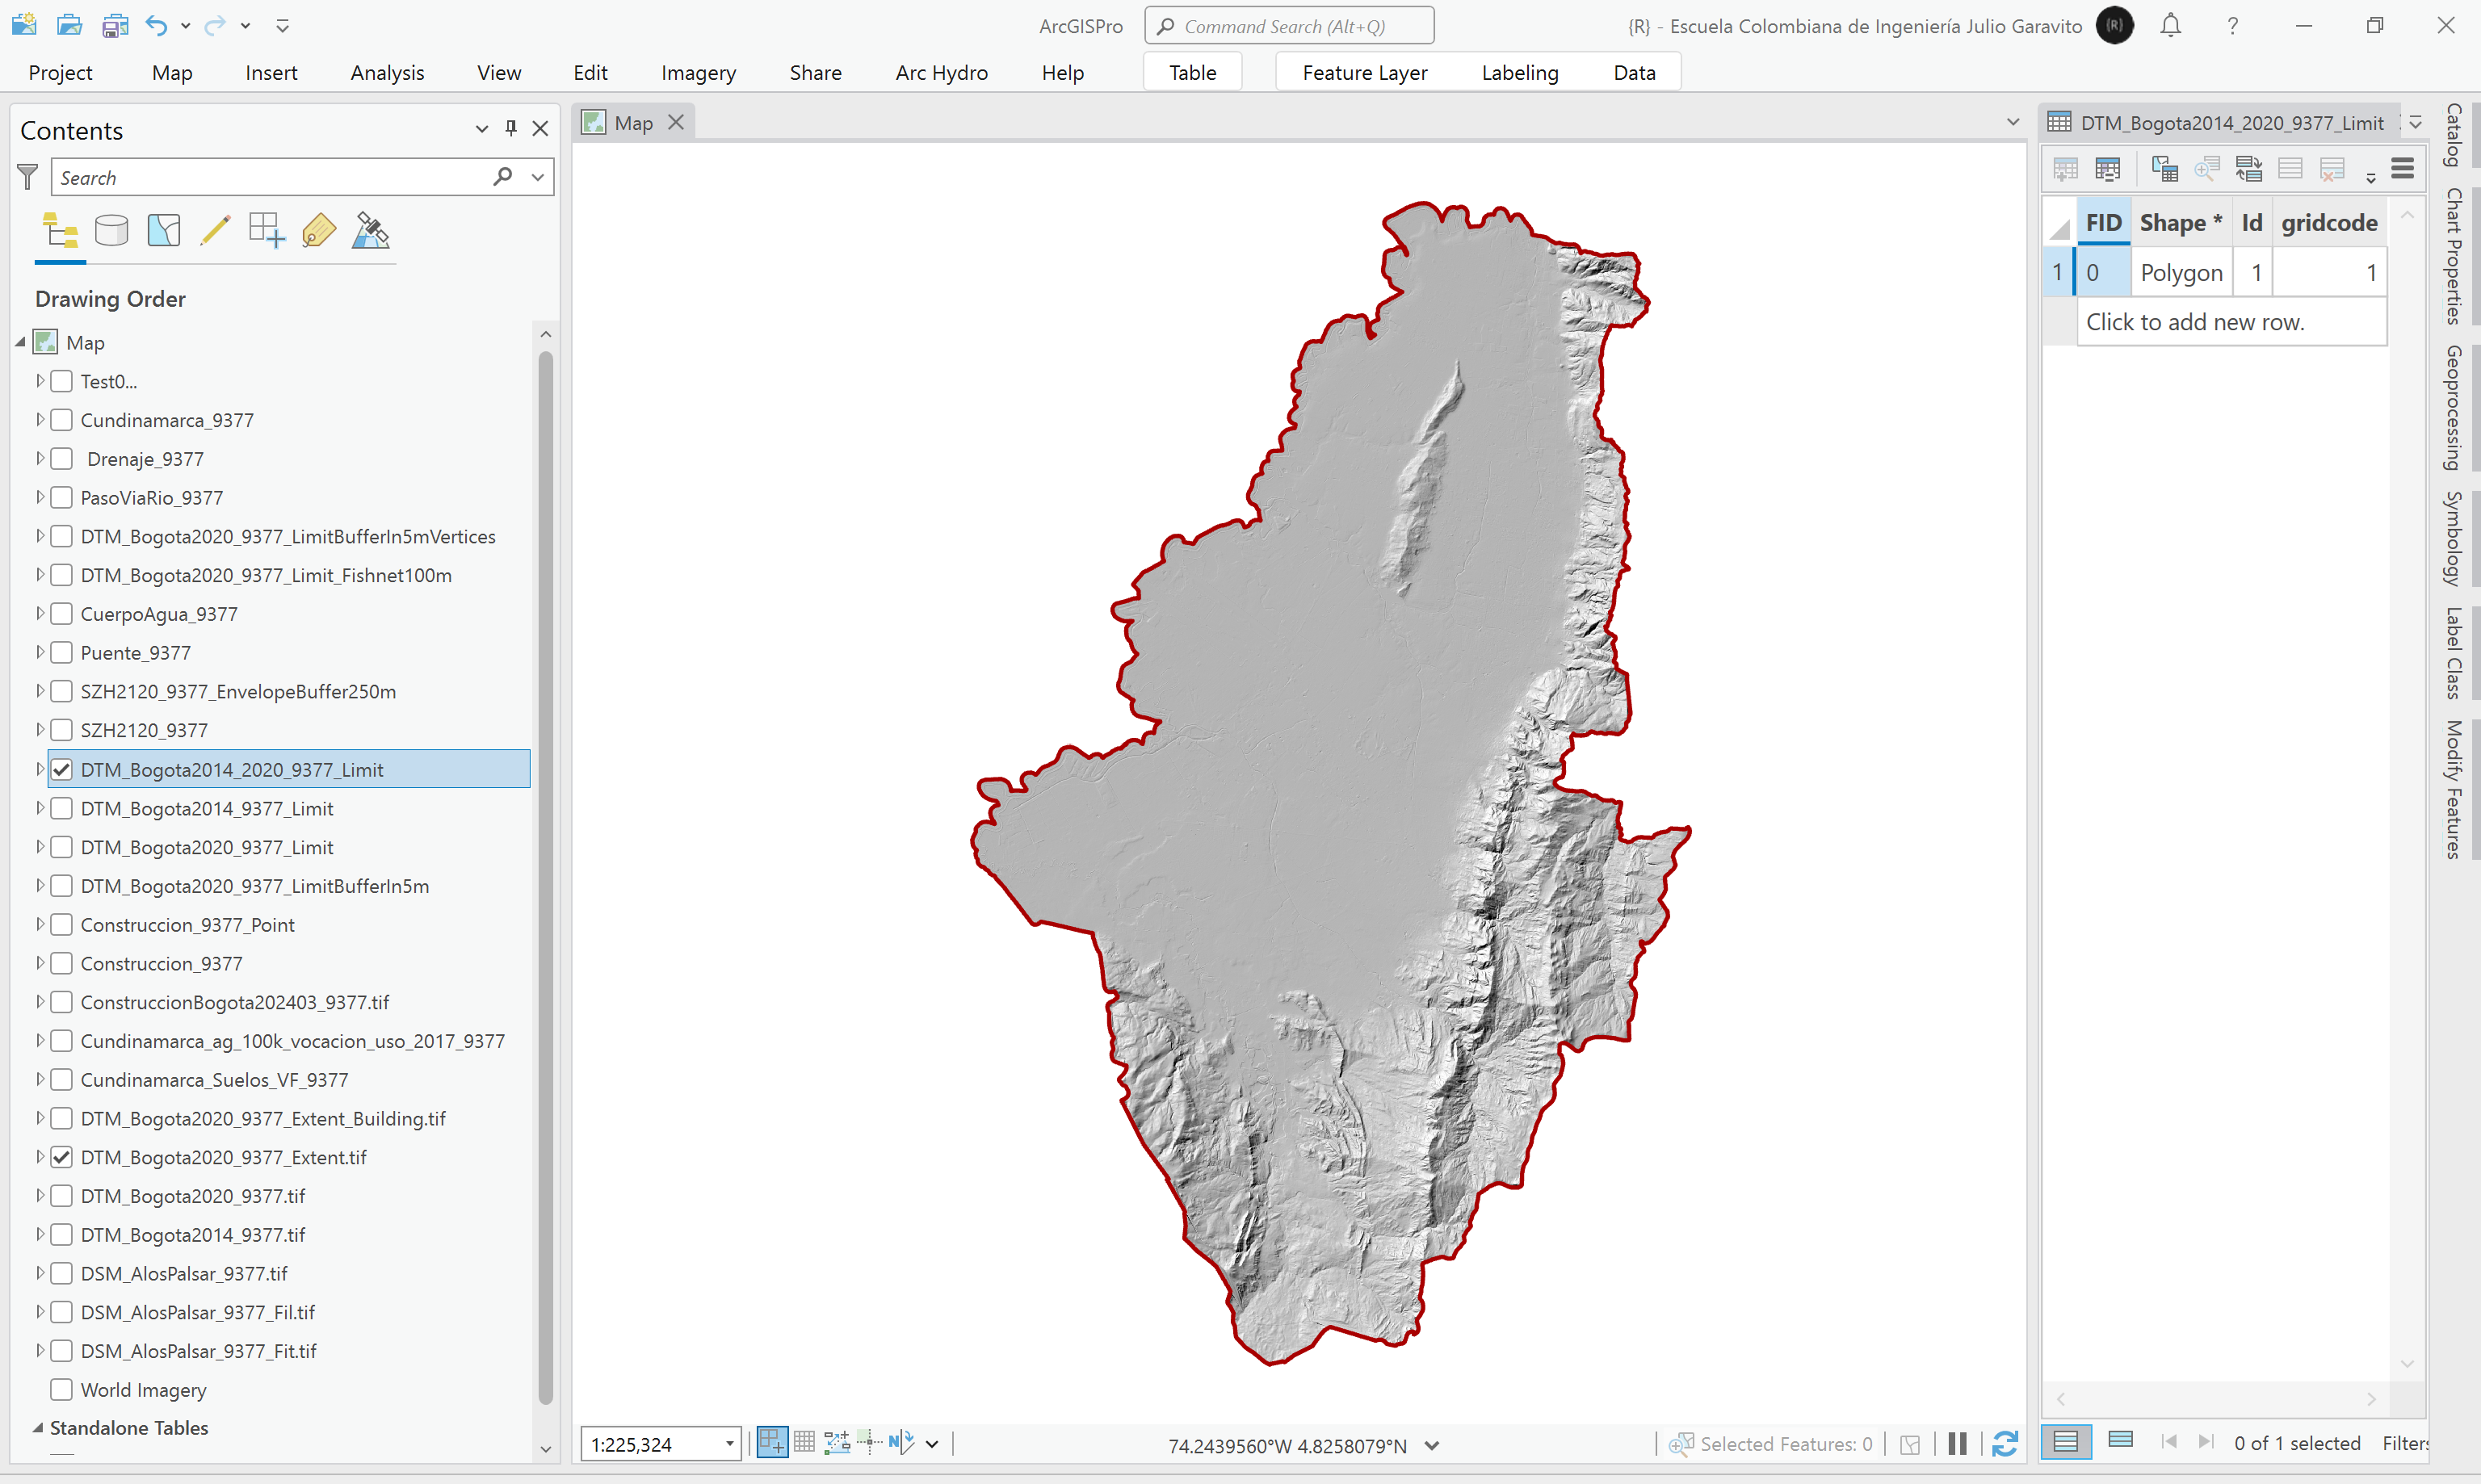 ArcGISPro
Command Search (Alt+Q)
{R} - Escuela Colombiana de Ingeniería Julio Garavito
{R}
?
Project
Map
Insert
Analysis
View
Edit
Imagery
Share
Arc Hydro
Help
Table
Feature Layer
Labeling
Data
Contents
Search
Drawing Order
Map
Test0...
Cundinamarca_9377
Drenaje_9377
PasoViaRio_9377
DTM_Bogota2020_9377_LimitBufferIn5mVertices
DTM_Bogota2020_9377_Limit_Fishnet100m
CuerpoAgua_9377
Puente_9377
SZH2120_9377_EnvelopeBuffer250m
SZH2120_9377
DTM_Bogota2014_2020_9377_Limit
DTM_Bogota2014_9377_Limit
DTM_Bogota2020_9377_Limit
DTM_Bogota2020_9377_LimitBufferIn5m
Construccion_9377_Point
Construccion_9377
ConstruccionBogota202403_9377.tif
Cundinamarca_ag_100k_vocacion_uso_2017_9377
Cundinamarca_Suelos_VF_9377
DTM_Bogota2020_9377_Extent_Building.tif
DTM_Bogota2020_9377_Extent.tif
DTM_Bogota2020_9377.tif
DTM_Bogota2014_9377.tif
DSM_AlosPalsar_9377.tif
DSM_AlosPalsar_9377_Fil.tif
DSM_AlosPalsar_9377_Fit.tif
World Imagery
Standalone Tables
Map
1:225,324
N
74.2439560°W 4.8258079°N
Selected Features: 0
DTM_Bogota2014_2020_9377_Limit
FID Shape * Id gridcode
1 0 Polygon 1 1
Click to add new row.
0 of 1 selected
Filters
Catalog
Chart Properties
Geoprocessing
Symbology
Label Class
Modify Features